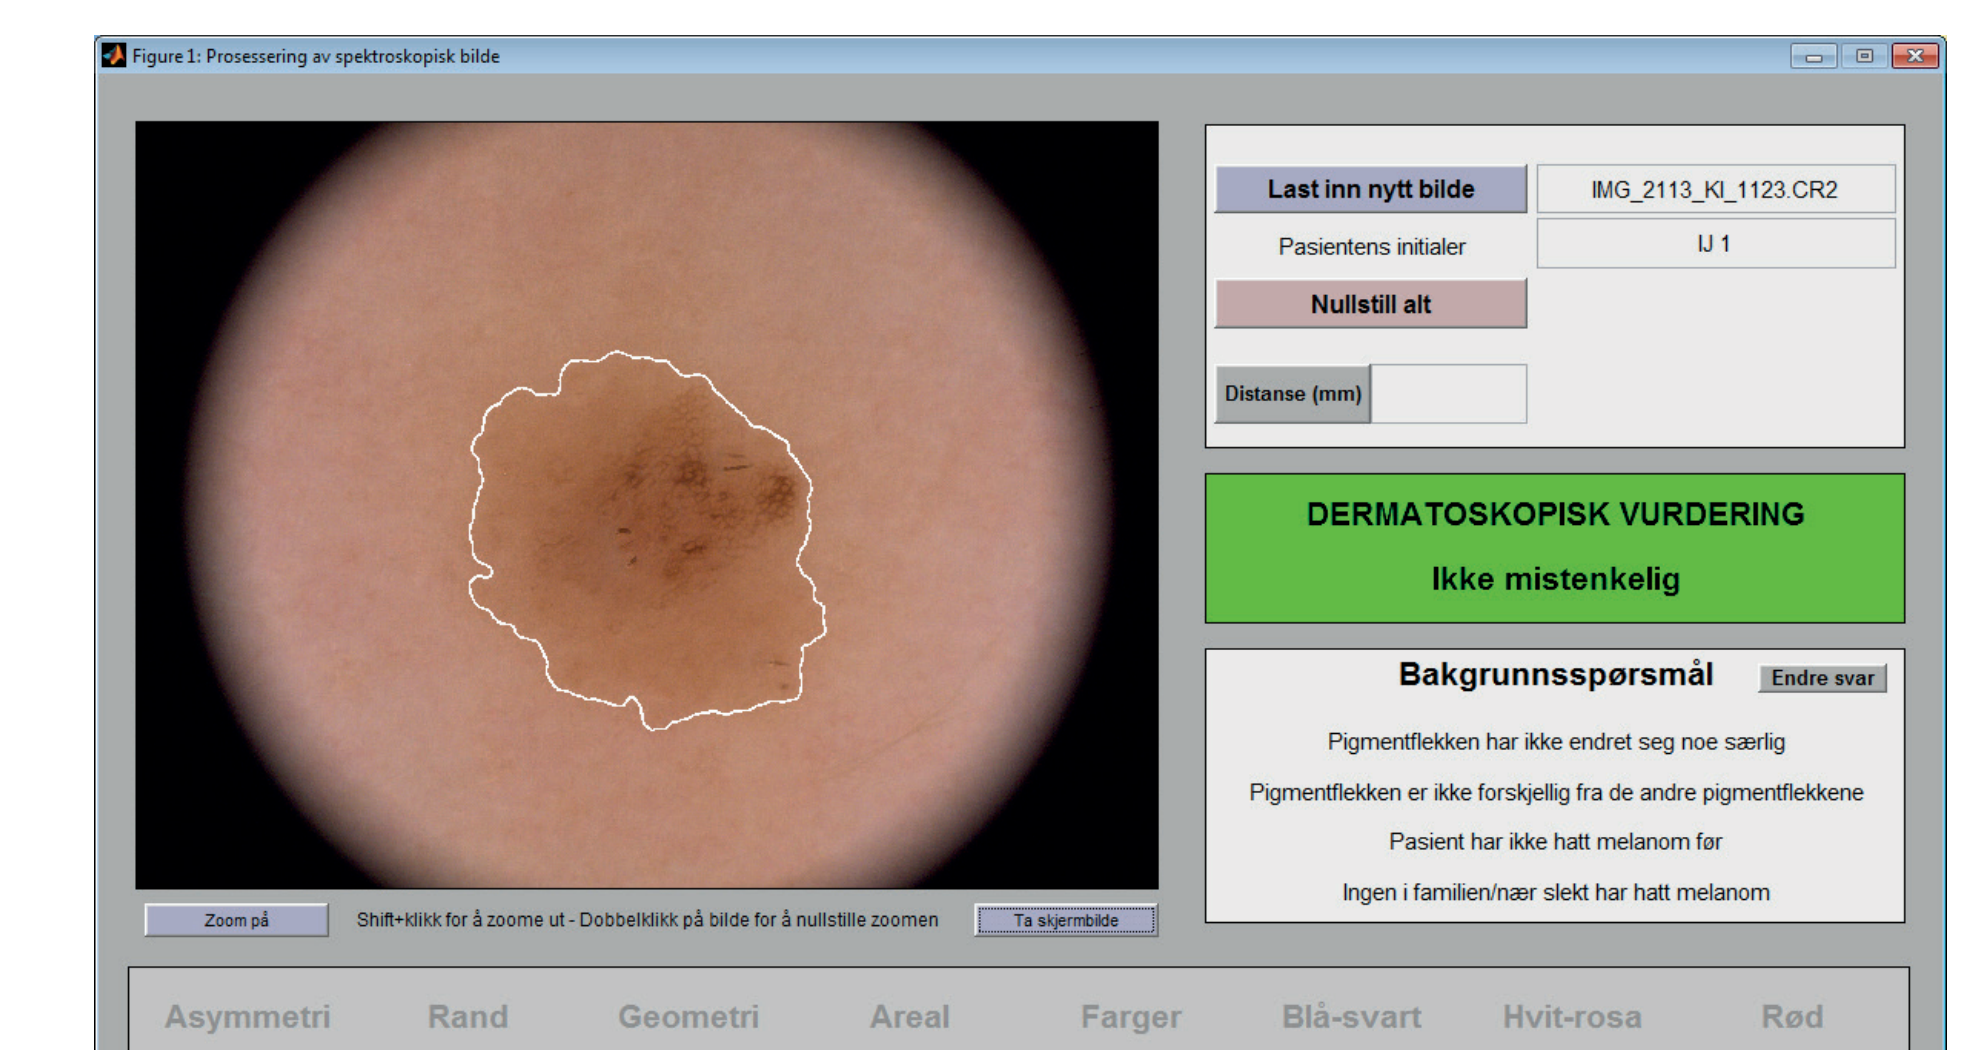 Figure 1: Prosessering av spektroskopisk bilde
Last inn nytt bilde
IMG_2113_KI_1123.CR2
Pasientens initialer
IJ 1
Nullstill alt
Distanse (mm)
DERMATOSKOPISK VURDERING
Ikke mistenkelig
Bakgrunnsspørsmål
Endre svar
Pigmentflekken har ikke endret seg noe særlig
Pigmentflekken er ikke forskjellig fra de andre pigmentflekkene
Pasient har ikke hatt melanom før
Ingen i familien/nær slekt har hatt melanom
Zoom på
Shift+klikk for å zoome ut - Dobbelklikk på bilde for å nullstille zoomen
Ta skjermbilde
Asymmetri Rand Geometri Areal Farger Blå-svart Hvit-rosa Rød